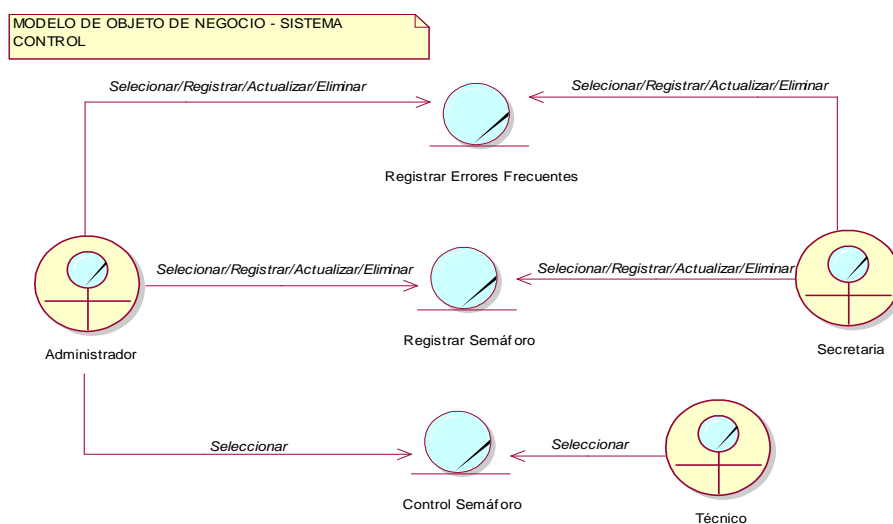 MODELO DE OBJETO DE NEGOCIO - SISTEMA
CONTROL
Selecionar/Registrar/Actualizar/Eliminar
Selecionar/Registrar/Actualizar/Eliminar
Registrar Errores Frecuentes
Selecionar/Registrar/Actualizar/Eliminar
Selecionar/Registrar/Actualizar/Eliminar
Registrar Semáforo
Administrador
Secretaria
Seleccionar
Seleccionar
Control Semáforo
Técnico